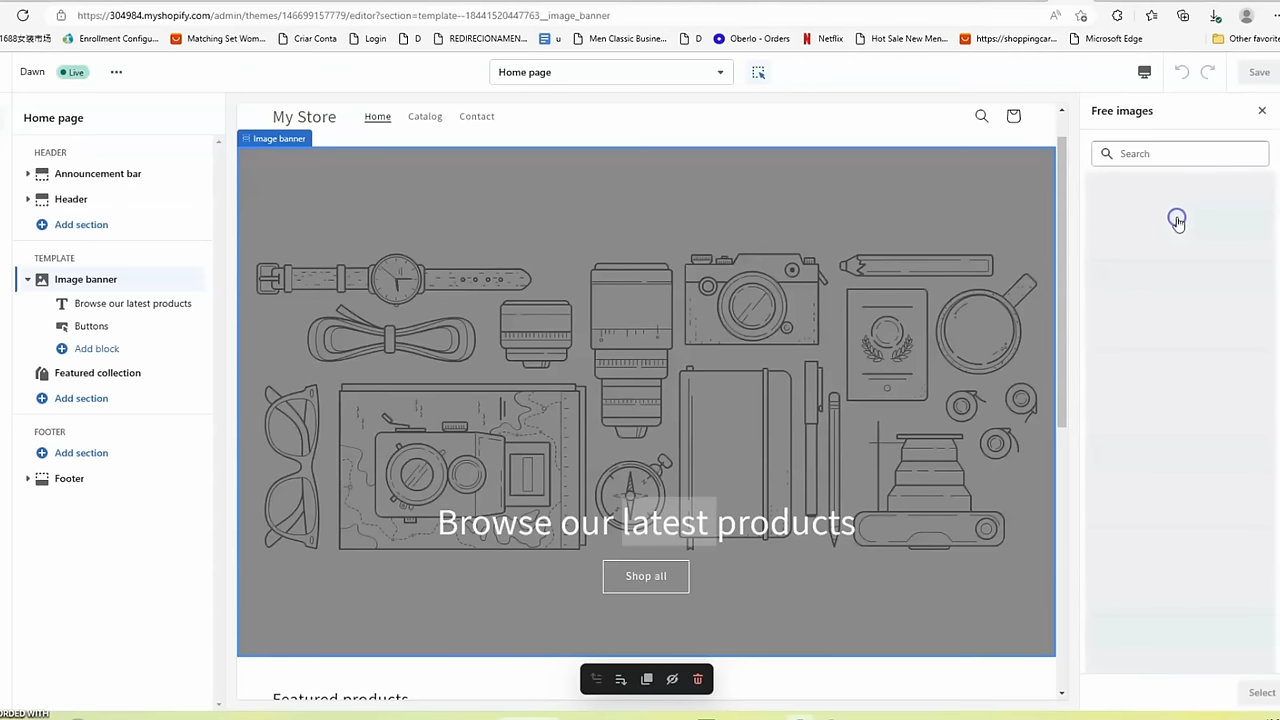 https://304984.myshopify.com/admin/themes/146699157779/editor?section=template--18441520447763__image_banner
1688女装市场 Enrollment Configu... Matching Set Wom... Criar Conta Login D REDIRECIONAMEN... u Men Classic Busine... D Oberlo - Orders Netflix Hot Sale New Men... https://shoppingcar... Microsoft Edge Other favorite
Dawn Live Home page Save
Home page
HEADER
Announcement bar
Header
Add section
TEMPLATE
Image banner
Browse our latest products
Buttons
Add block
Featured collection
Add section
FOOTER
Add section
Footer
My Store Home Catalog Contact
Image banner
Browse our latest products
Shop all
Featured products
Free images
Search
Select
ORDED WITH